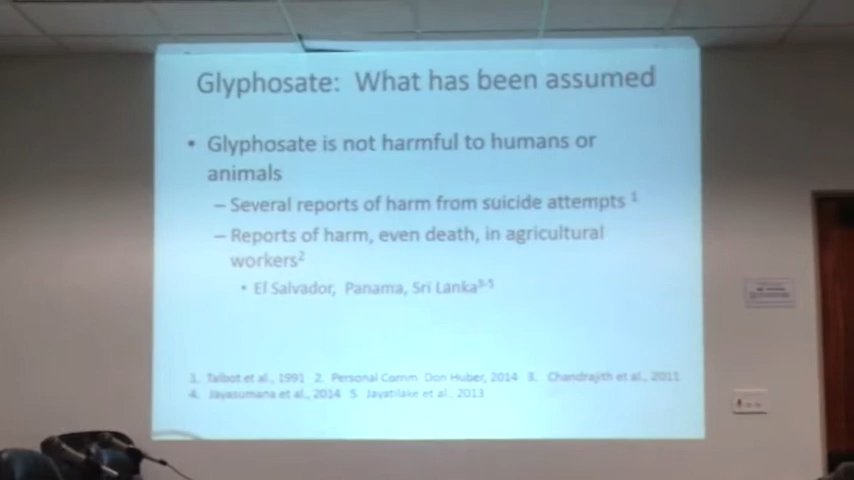 Glyphosate: What has been assumed
• Glyphosate is not harmful to humans or
animals
– Several reports of harm from suicide attempts ¹
– Reports of harm, even death, in agricultural
workers²
• El Salvador, Panama, Sri Lanka³⁻⁵
1. Talbot et al., 1991 2. Personal Comm. Don Huber, 2014 3. Chandrajith et al., 2011
4. Jayasumana et al., 2014 5. Jayatilake et al., 2013